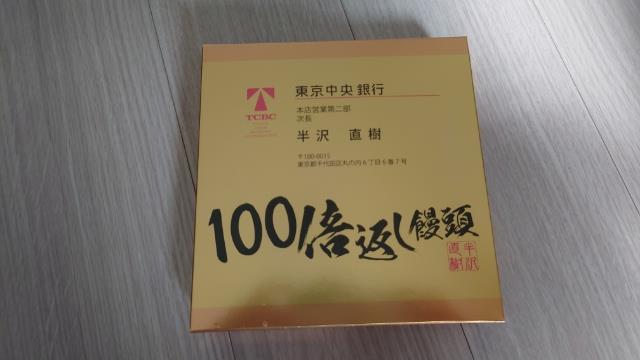 TCBC
東京中央銀行
本店営業第二部
次長
半沢 直樹
〒100-0015
東京都千代田区丸の内6丁目6番7号
100倍返し饅頭
半沢
直樹